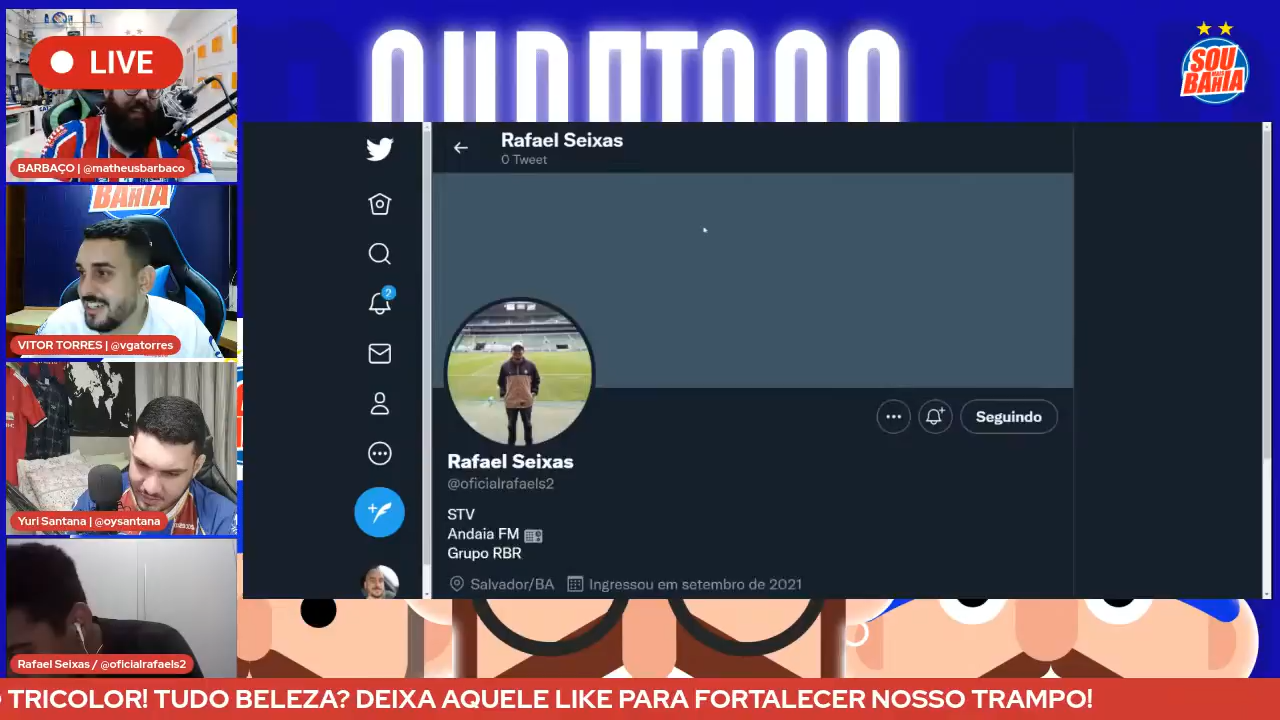 LIVE
BARBAÇO | @matheusbarbaco
BAHIA
VITOR TORRES | @vgatorres
Yuri Santana | @oysantana
Rafael Seixas / @oficialrafaels2
SOU
BAHIA
Rafael Seixas
0 Tweet
2
Seguindo
Rafael Seixas
@oficialrafaels2
STV
Andaia FM
Grupo RBR
Salvador/BA
Ingressou em setembro de 2021
TRICOLOR! TUDO BELEZA? DEIXA AQUELE LIKE PARA FORTALECER NOSSO TRAMPO!